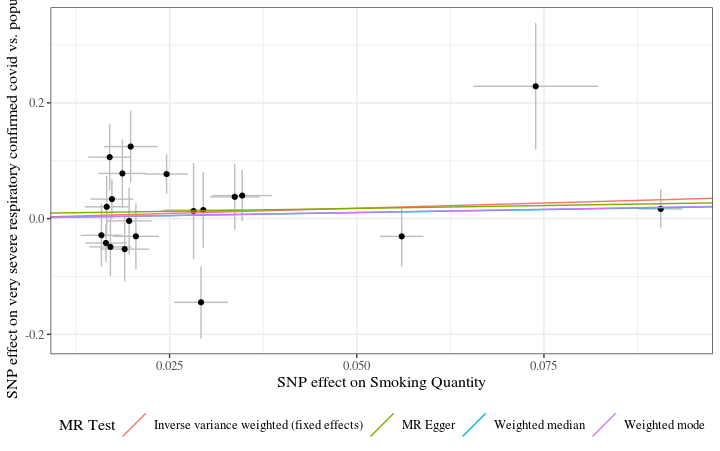 SNP effect on very severe respiratory confirmed covid vs.
0.2
0.0
-0.2
0.025 0.050 0.075
SNP effect on Smoking Quantity
MR Test Inverse variance weighted (fixed effects) MR Egger Weighted median Weighted mode